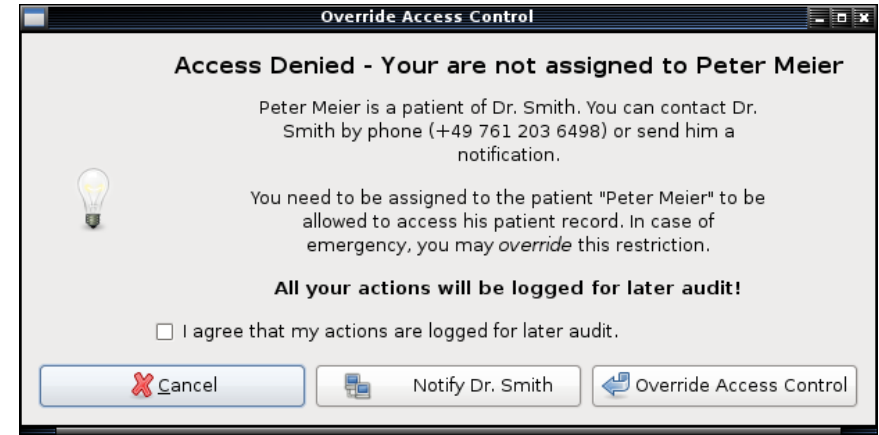 Override Access Control
Access Denied - Your are not assigned to Peter Meier
Peter Meier is a patient of Dr. Smith. You can contact Dr.
Smith by phone (+49 761 203 6498) or send him a
notification.
You need to be assigned to the patient "Peter Meier" to be
allowed to access his patient record. In case of
emergency, you may override this restriction.
All your actions will be logged for later audit!
I agree that my actions are logged for later audit.
Cancel
Notify Dr. Smith
Override Access Control